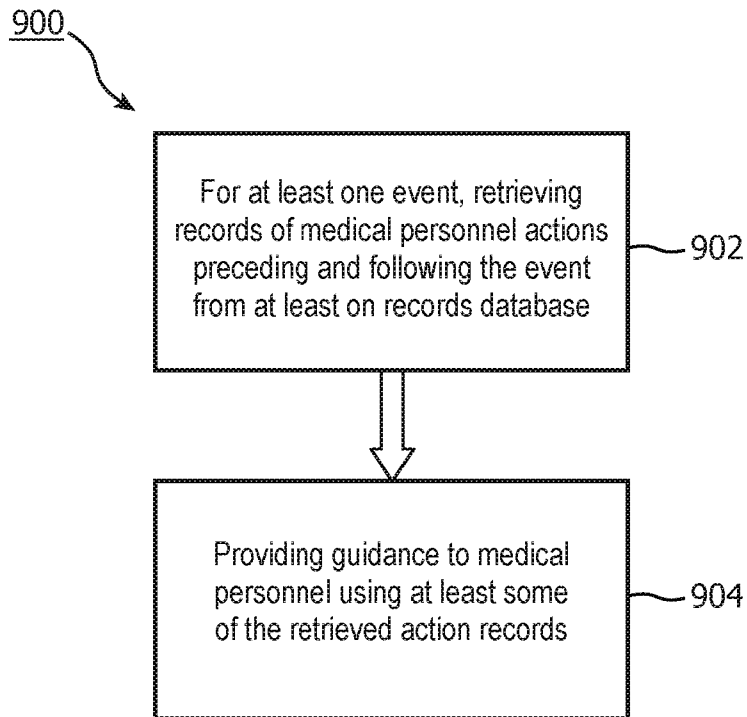 900
For at least one event, retrieving
records of medical personnel actions
preceding and following the event
from at least on records database
902
Providing guidance to medical
personnel using at least some
of the retrieved action records
904